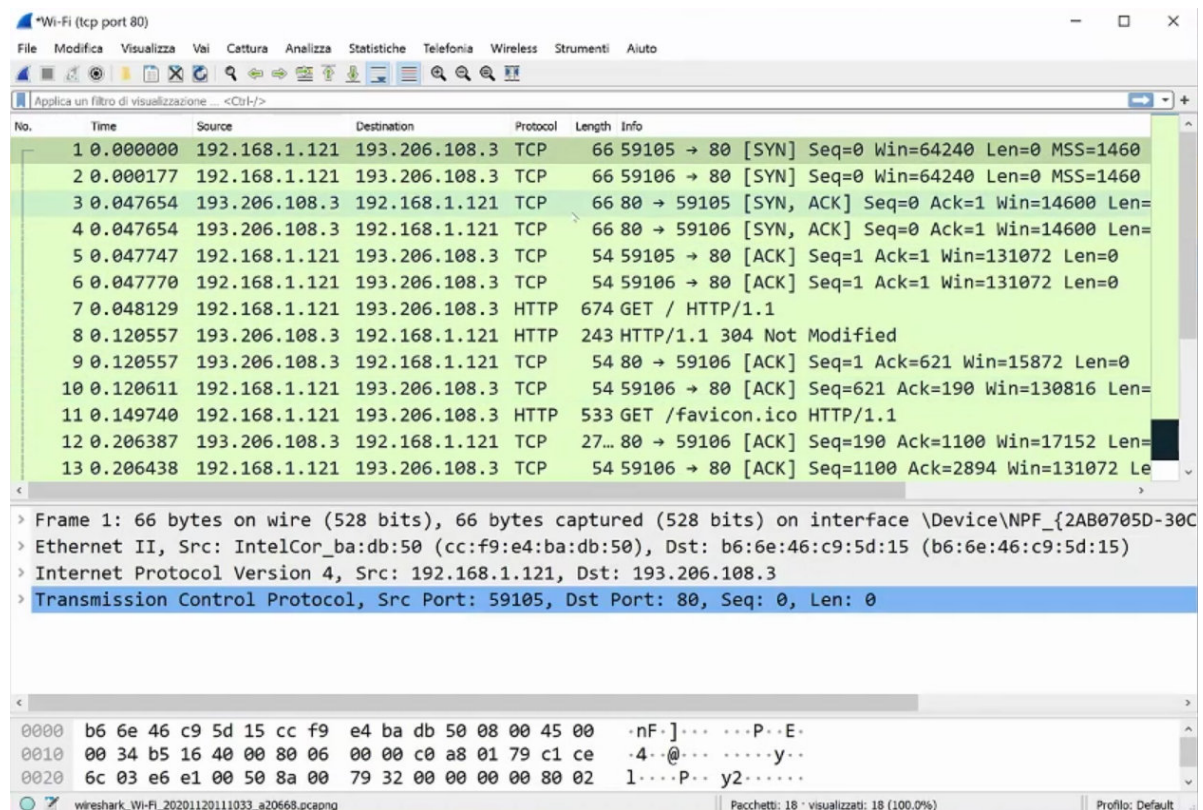 *Wi-Fi (tcp port 80)
File Modifica Visualizza Vai Cattura Analizza Statistiche Telefonia Wireless Strumenti Aiuto
Applica un filtro di visualizzazione ... <Ctrl-/>
No. Time Source Destination Protocol Length Info
1 0.000000 192.168.1.121 193.206.108.3 TCP 66 59105 → 80 [SYN] Seq=0 Win=64240 Len=0 MSS=1460
2 0.000177 192.168.1.121 193.206.108.3 TCP 66 59106 → 80 [SYN] Seq=0 Win=64240 Len=0 MSS=1460
3 0.047654 193.206.108.3 192.168.1.121 TCP 66 80 → 59105 [SYN, ACK] Seq=0 Ack=1 Win=14600 Len=
4 0.047654 193.206.108.3 192.168.1.121 TCP 66 80 → 59106 [SYN, ACK] Seq=0 Ack=1 Win=14600 Len=
5 0.047747 192.168.1.121 193.206.108.3 TCP 54 59105 → 80 [ACK] Seq=1 Ack=1 Win=131072 Len=0
6 0.047770 192.168.1.121 193.206.108.3 TCP 54 59106 → 80 [ACK] Seq=1 Ack=1 Win=131072 Len=0
7 0.048129 192.168.1.121 193.206.108.3 HTTP 674 GET / HTTP/1.1
8 0.120557 193.206.108.3 192.168.1.121 HTTP 243 HTTP/1.1 304 Not Modified
9 0.120557 193.206.108.3 192.168.1.121 TCP 54 80 → 59106 [ACK] Seq=1 Ack=621 Win=15872 Len=0
10 0.120611 192.168.1.121 193.206.108.3 TCP 54 59106 → 80 [ACK] Seq=621 Ack=190 Win=130816 Len=
11 0.149740 192.168.1.121 193.206.108.3 HTTP 533 GET /favicon.ico HTTP/1.1
12 0.206387 193.206.108.3 192.168.1.121 TCP 27… 80 → 59106 [ACK] Seq=190 Ack=1100 Win=17152 Len=
13 0.206438 192.168.1.121 193.206.108.3 TCP 54 59106 → 80 [ACK] Seq=1100 Ack=2894 Win=131072 Le
Frame 1: 66 bytes on wire (528 bits), 66 bytes captured (528 bits) on interface \Device\NPF_{2AB0705D-30C
Ethernet II, Src: IntelCor_ba:db:50 (cc:f9:e4:ba:db:50), Dst: b6:6e:46:c9:5d:15 (b6:6e:46:c9:5d:15)
Internet Protocol Version 4, Src: 192.168.1.121, Dst: 193.206.108.3
Transmission Control Protocol, Src Port: 59105, Dst Port: 80, Seq: 0, Len: 0
0000 b6 6e 46 c9 5d 15 cc f9 e4 ba db 50 08 00 45 00 ·nF·]··· ···P··E·
0010 00 34 b5 16 40 00 80 06 00 00 c0 a8 01 79 c1 ce ·4··@··· ·····y··
0020 6c 03 e6 e1 00 50 8a 00 79 32 00 00 00 00 80 02 l····P·· y2······
wireshark_Wi-Fi_20201120111033_a20668.pcapng Pacchetti: 18 · visualizzati: 18 (100.0%) Profilo: Default